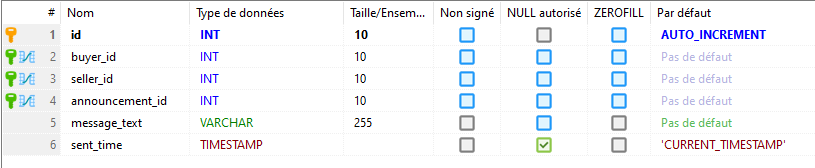 # Nom Type de données Taille/Ensem... Non signé NULL autorisé ZEROFILL Par défaut
1 id INT 10 AUTO_INCREMENT
2 buyer_id INT 10 Pas de défaut
3 seller_id INT 10 Pas de défaut
4 announcement_id INT 10 Pas de défaut
5 message_text VARCHAR 255 Pas de défaut
6 sent_time TIMESTAMP 'CURRENT_TIMESTAMP'